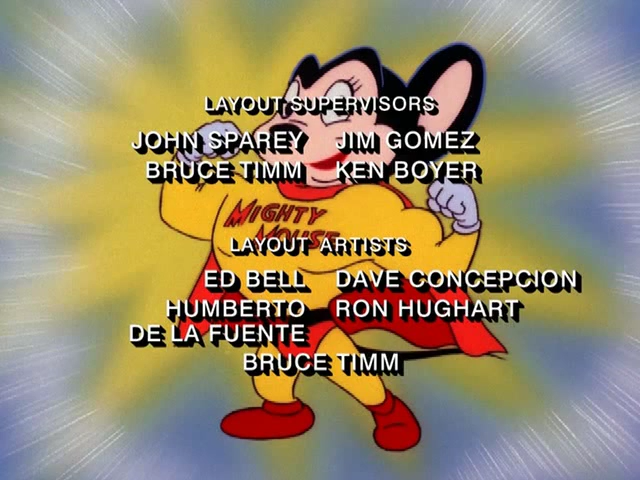 LAYOUT SUPERVISORS
JOHN SPAREY JIM GOMEZ
BRUCE TIMM KEN BOYER
MIGHTY
MOUSE
LAYOUT ARTISTS
ED BELL DAVE CONCEPCION
HUMBERTO RON HUGHART
DE LA FUENTE
BRUCE TIMM